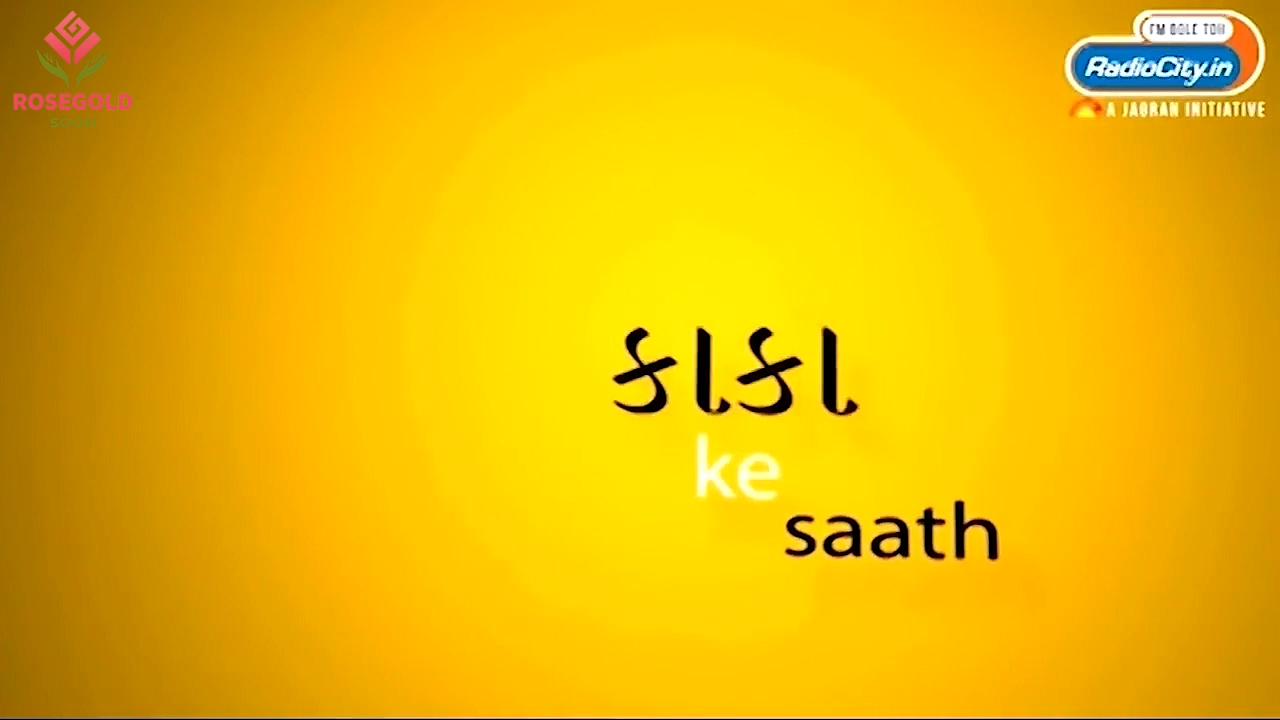 ROSEGOLD
FM BOLE TOH
RadioCity.in
A JAGRAN INITIATIVE
કાકા
ke
saath